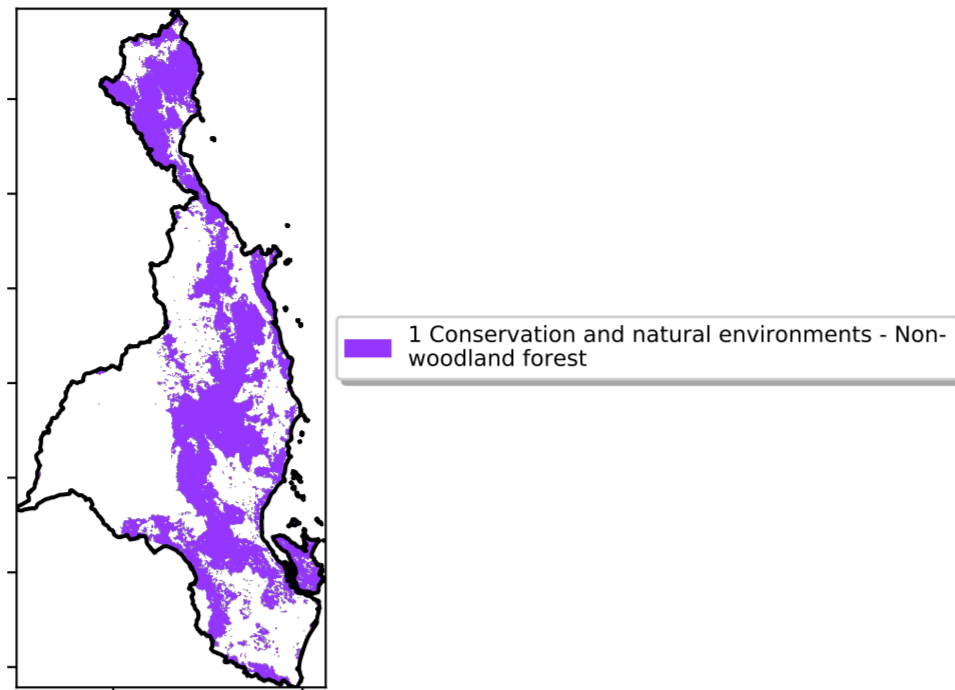 1 Conservation and natural environments - Non-
woodland forest